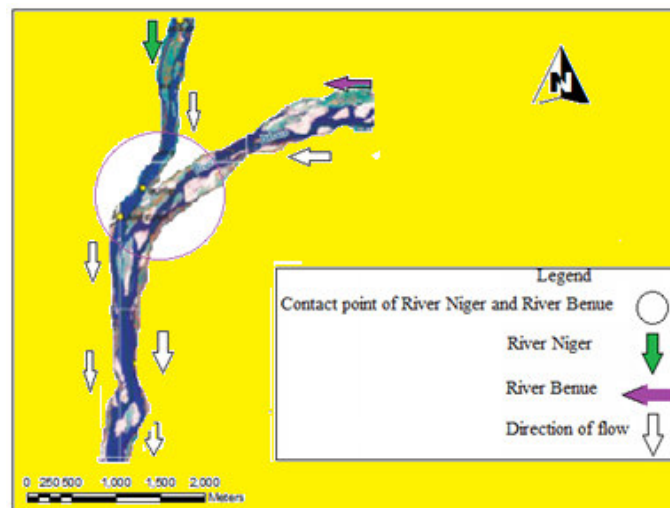 N
Legend
Contact point of River Niger and River Benue
River Niger
River Benue
Direction of flow
0 250 500 1,000 1,500 2,000
Meters